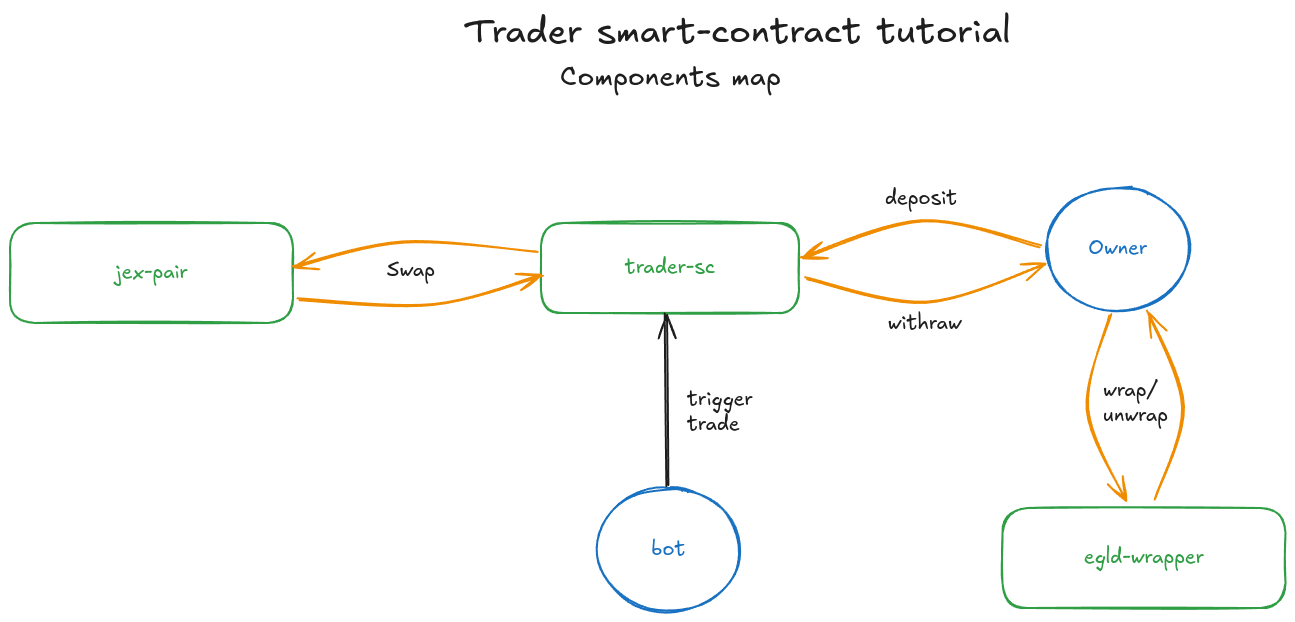 Trader smart-contract tutorial
Components map
deposit
Owner
jex-pair
Swap
trader-sc
withraw
wrap/
unwrap
trigger
trade
bot
egld-wrapper